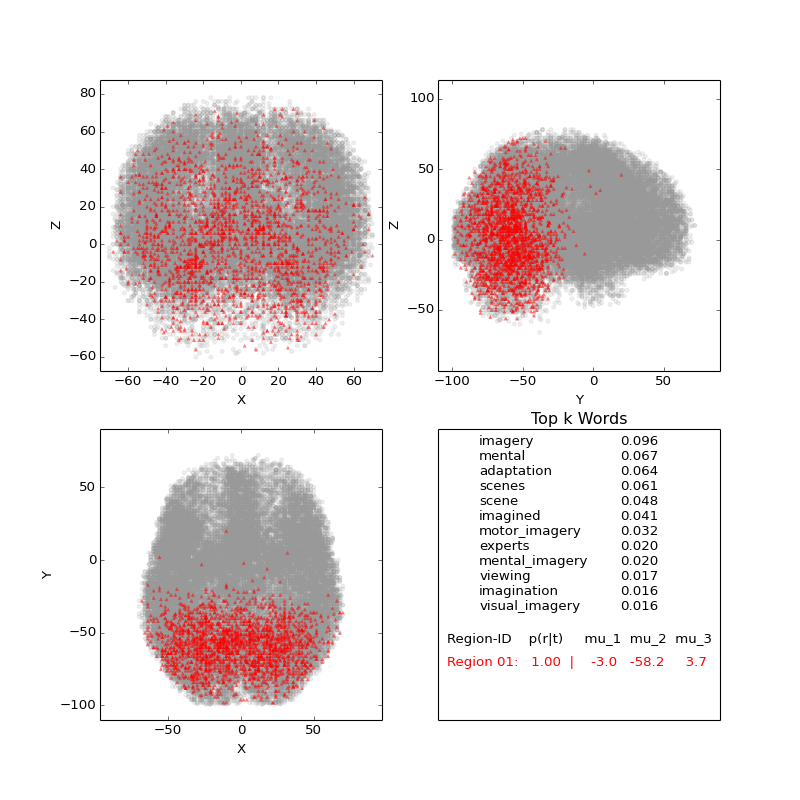 80
60
40
20
0
−20
−40
−60
Z
−60 −40 −20 0 20 40 60
X
100
50
0
−50
Z
−100 −50 0 50
Y
50
0
−50
−100
Y
−50 0 50
X
Top k Words
imagery 0.096
mental 0.067
adaptation 0.064
scenes 0.061
scene 0.048
imagined 0.041
motor_imagery 0.032
experts 0.020
mental_imagery 0.020
viewing 0.017
imagination 0.016
visual_imagery 0.016
Region-ID p(r|t) mu_1 mu_2 mu_3
Region 01: 1.00 | -3.0 -58.2 3.7